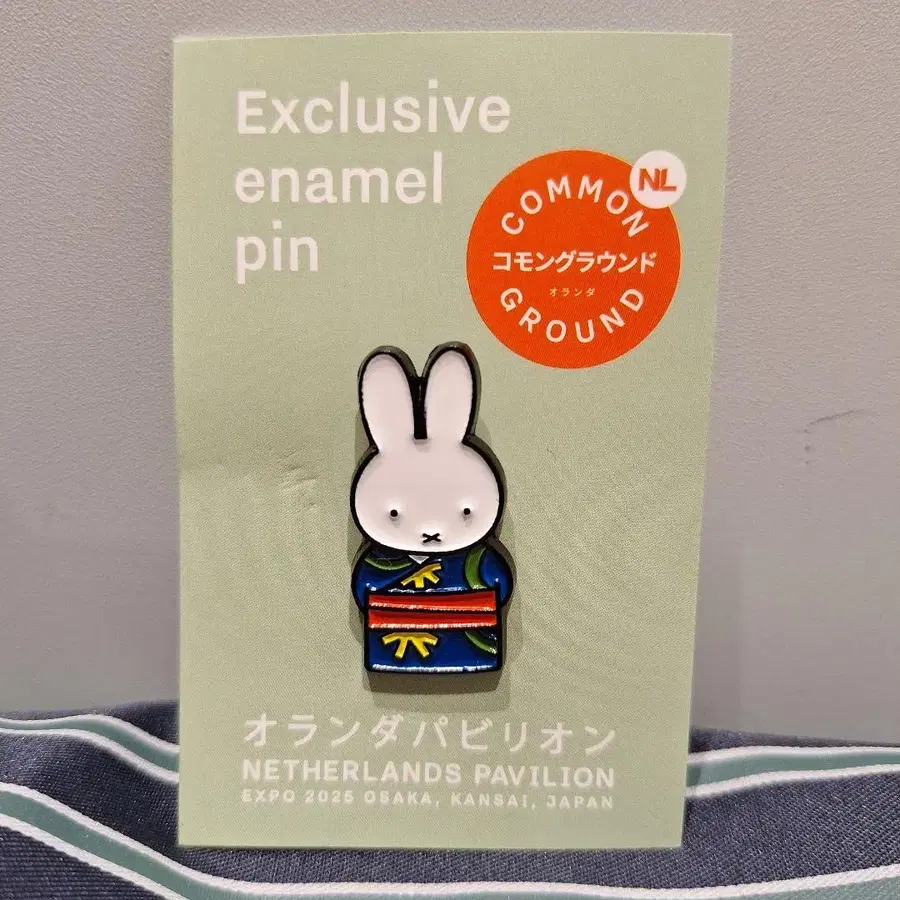 Exclusive
enamel
pin
NL
COMMON
コモングラウンド
オランダ
GROUND
オランダパビリオン
NETHERLANDS PAVILION
EXPO 2025 OSAKA, KANSAI, JAPAN